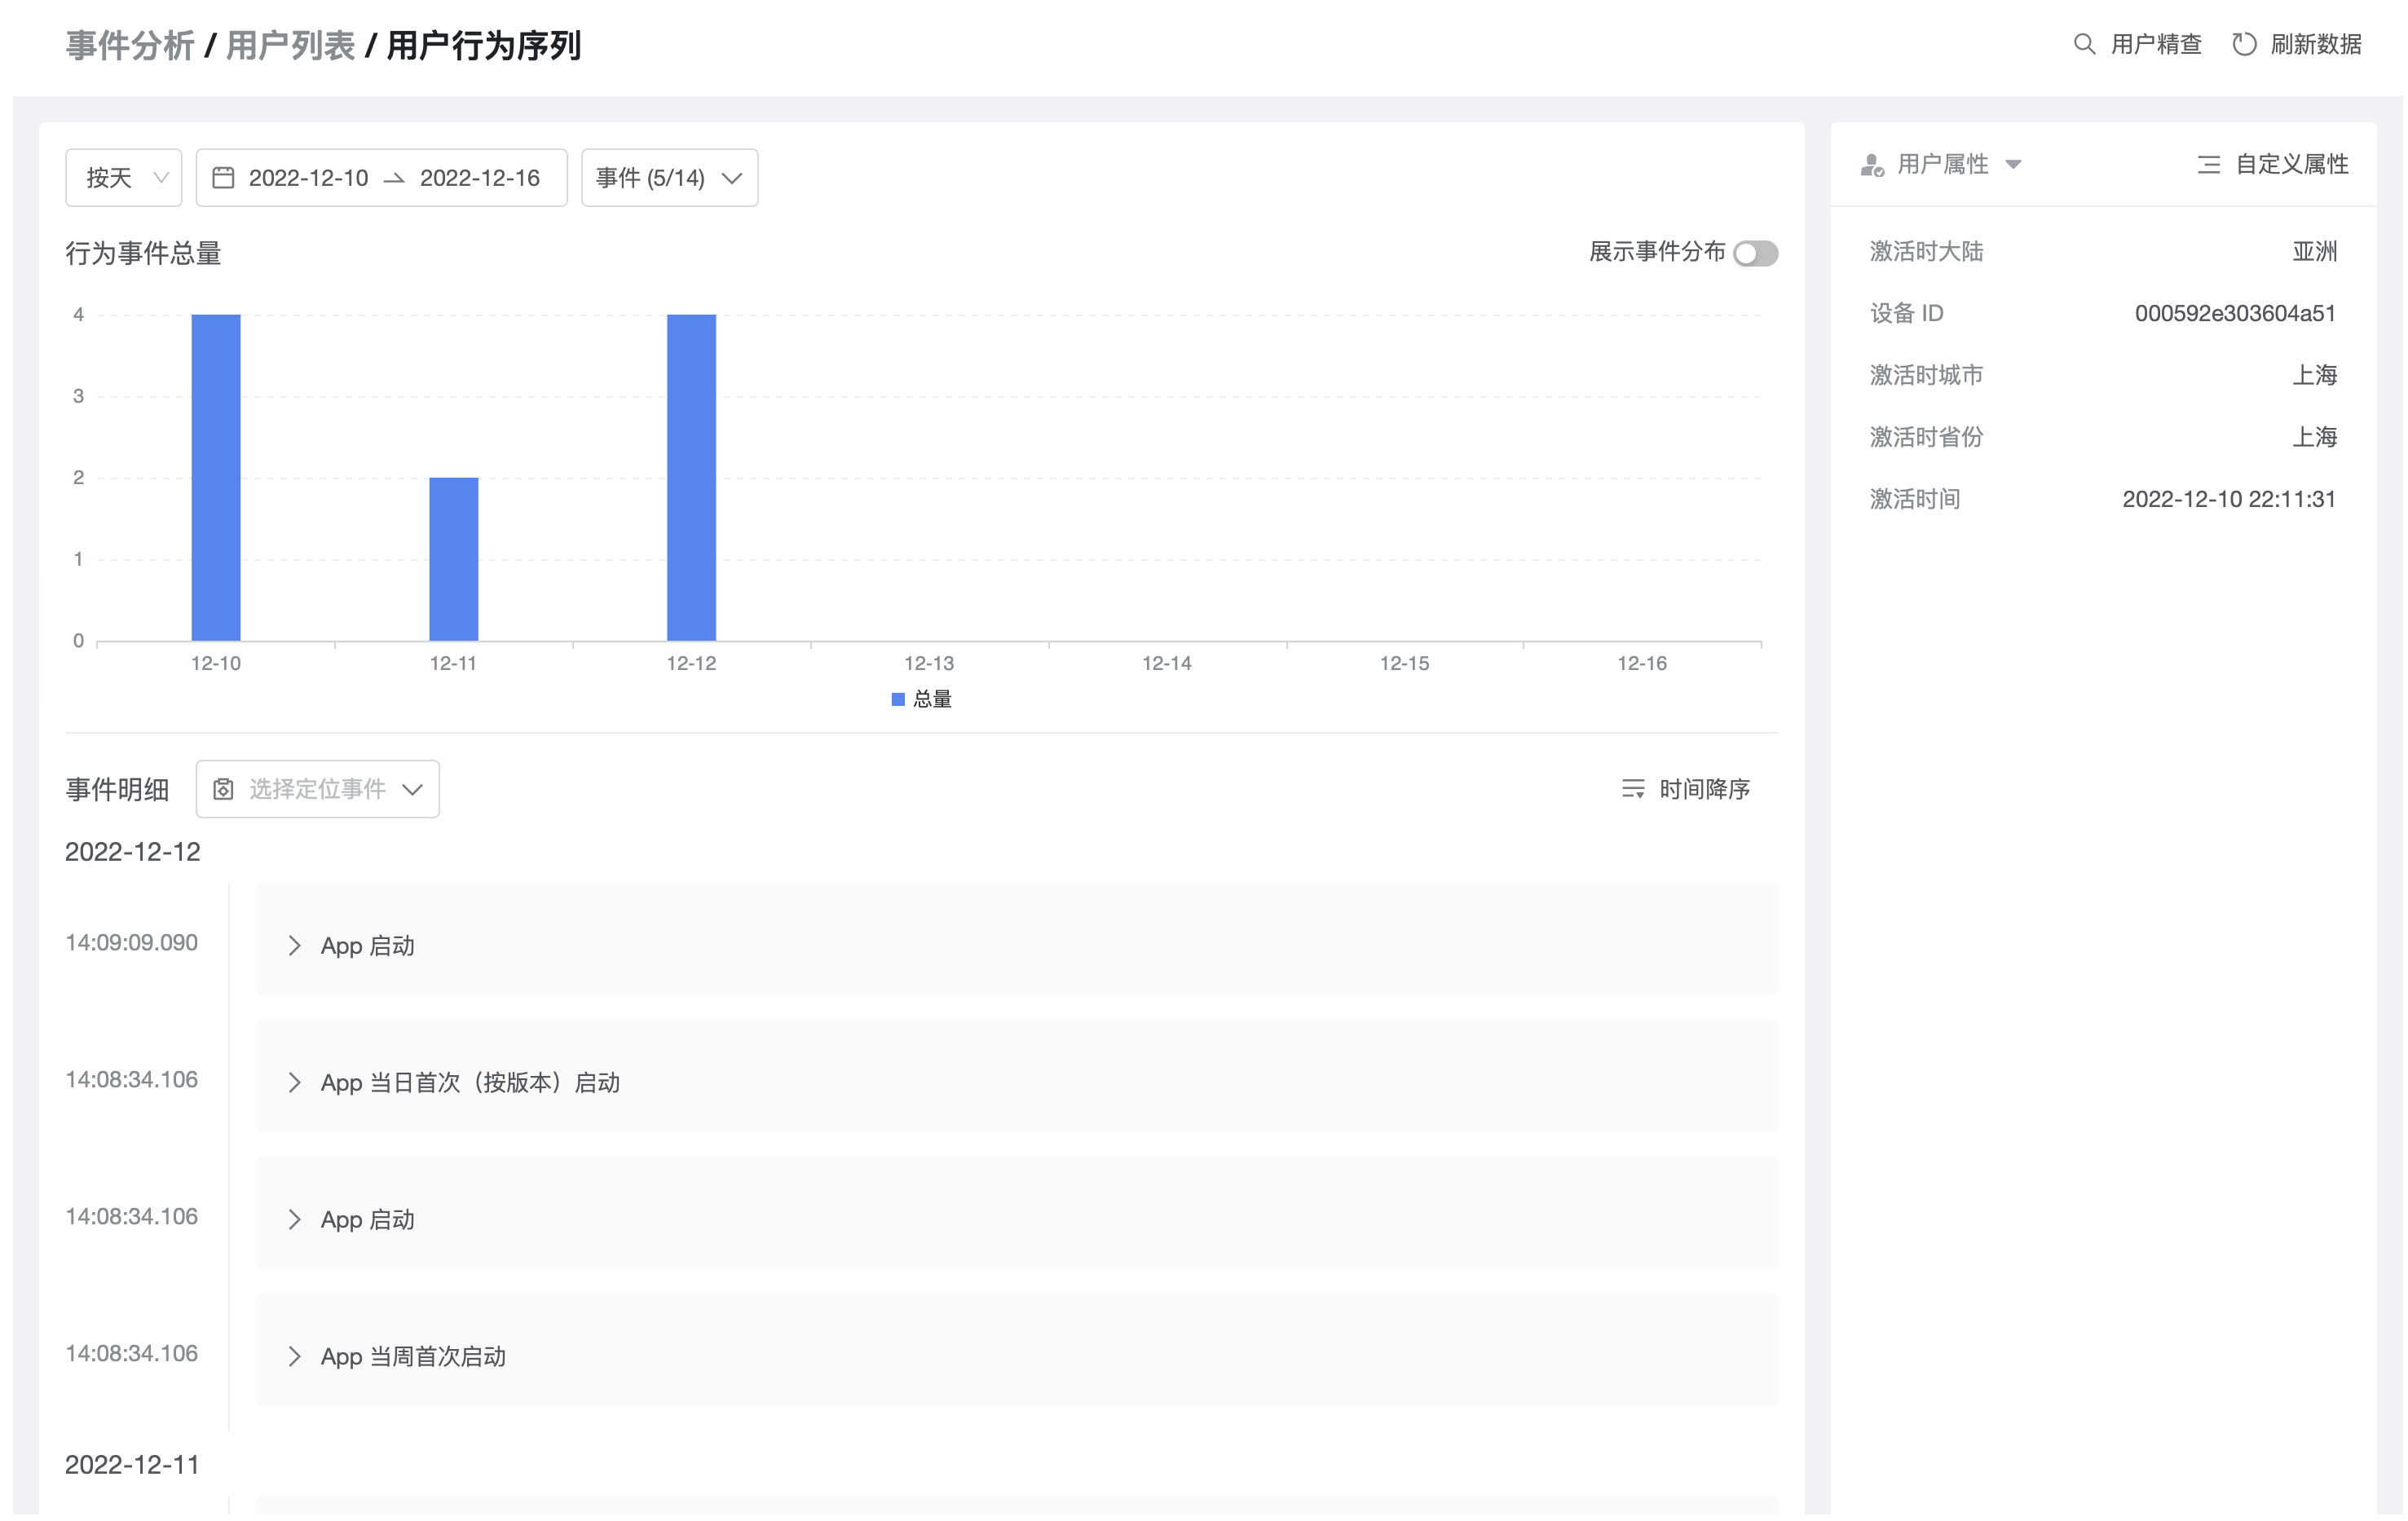 事件分析 / 用户列表 / 用户行为序列
用户精查 刷新数据
按天 2022-12-10 2022-12-16 事件 (5/14)
行为事件总量 展示事件分布
4
3
2
1
0
12-10 12-11 12-12 12-13 12-14 12-15 12-16
总量
事件明细 选择定位事件 时间降序
2022-12-12
14:09:09.090 App 启动
14:08:34.106 App 当日首次（按版本）启动
14:08:34.106 App 启动
14:08:34.106 App 当周首次启动
2022-12-11
用户属性 自定义属性
激活时大陆 亚洲
设备 ID 000592e303604a51
激活时城市 上海
激活时省份 上海
激活时间 2022-12-10 22:11:31